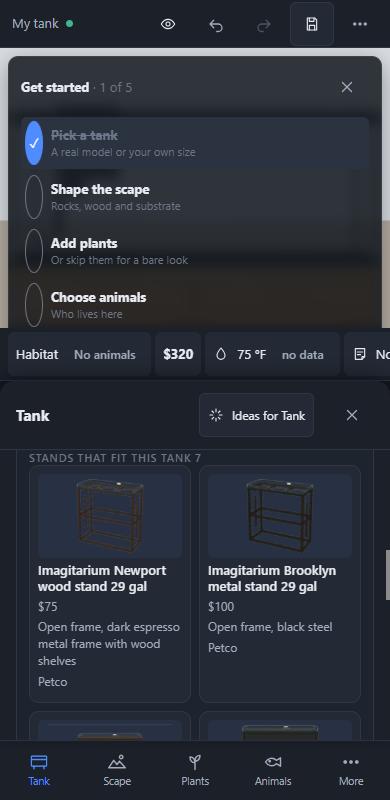 My tank
Get started · 1 of 5
Pick a tank
A real model or your own size
Shape the scape
Rocks, wood and substrate
Add plants
Or skip them for a bare look
Choose animals
Who lives here
Habitat No animals $320 75 °F no data
Tank
Ideas for Tank
STANDS THAT FIT THIS TANK 7
Imagitarium Newport
wood stand 29 gal
$75
Open frame, dark espresso
metal frame with wood
shelves
Petco
Imagitarium Brooklyn
metal stand 29 gal
$100
Open frame, black steel
Petco
Tank Scape Plants Animals More